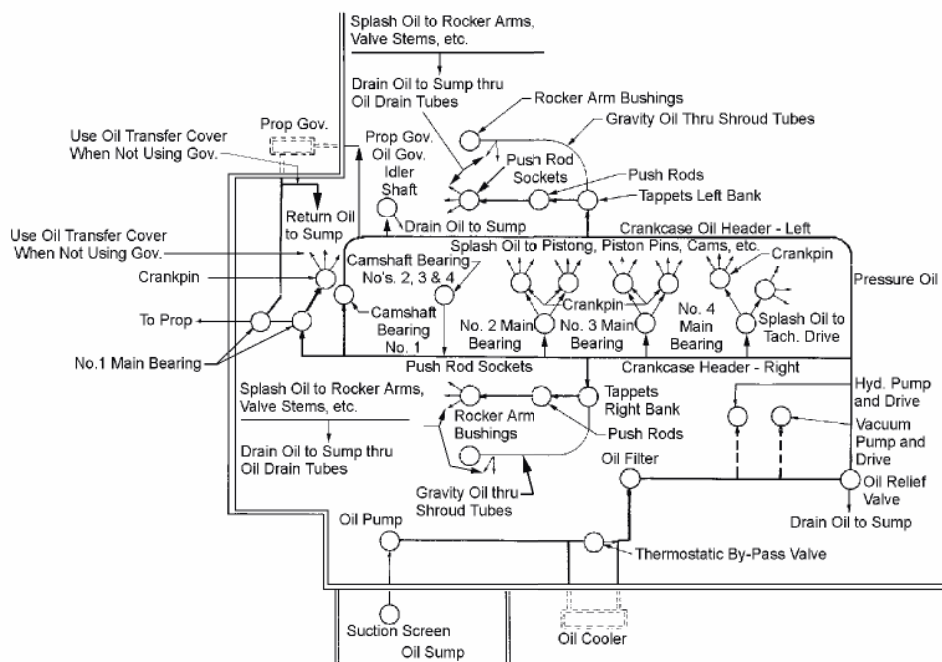 Splash Oil to Rocker Arms,
Valve Stems, etc.
Drain Oil to Sump thru
Oil Drain Tubes
Rocker Arm Bushings
Gravity Oil Thru Shroud Tubes
Prop Gov.
Use Oil Transfer Cover
When Not Using Gov.
Prop Gov.
Oil Gov.
Idler
Shaft
Push Rod
Sockets
Push Rods
Tappets Left Bank
Return Oil
to Sump
Drain Oil to Sump
Crankcase Oil Header - Left
Use Oil Transfer Cover
When Not Using Gov.
Splash Oil to Pistong, Piston Pins, Cams, etc.
Crankpin
Camshaft Bearing
No's. 2, 3 & 4
Crankpin
Pressure Oil
Crankpin
To Prop
Camshaft
Bearing
No. 1
No. 2 Main
Bearing
No. 3 Main
Bearing
No. 4
Main
Bearing
Splash Oil to
Tach. Drive
No.1 Main Bearing
Push Rod Sockets
Crankcase Header - Right
Splash Oil to Rocker Arms,
Valve Stems, etc.
Tappets
Right Bank
Hyd. Pump
and Drive
Rocker Arm
Bushings
Push Rods
Vacuum
Pump and
Drive
Drain Oil to Sump thru
Oil Drain Tubes
Oil Filter
Gravity Oil thru
Shroud Tubes
Oil Relief
Valve
Oil Pump
Drain Oil to Sump
Thermostatic By-Pass Valve
Suction Screen
Oil Sump
Oil Cooler